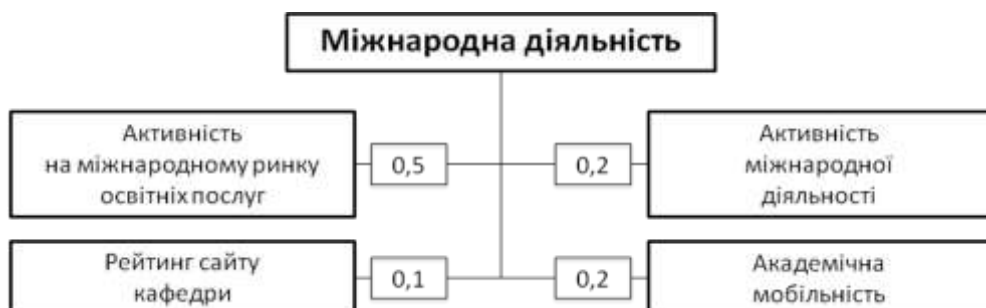 Міжнародна діяльність
Активність
на міжнародному ринку
освітніх послуг
0,5
0,2
Активність
міжнародної
діяльності
Рейтинг сайту
кафедри
0,1
0,2
Академічна
мобільність